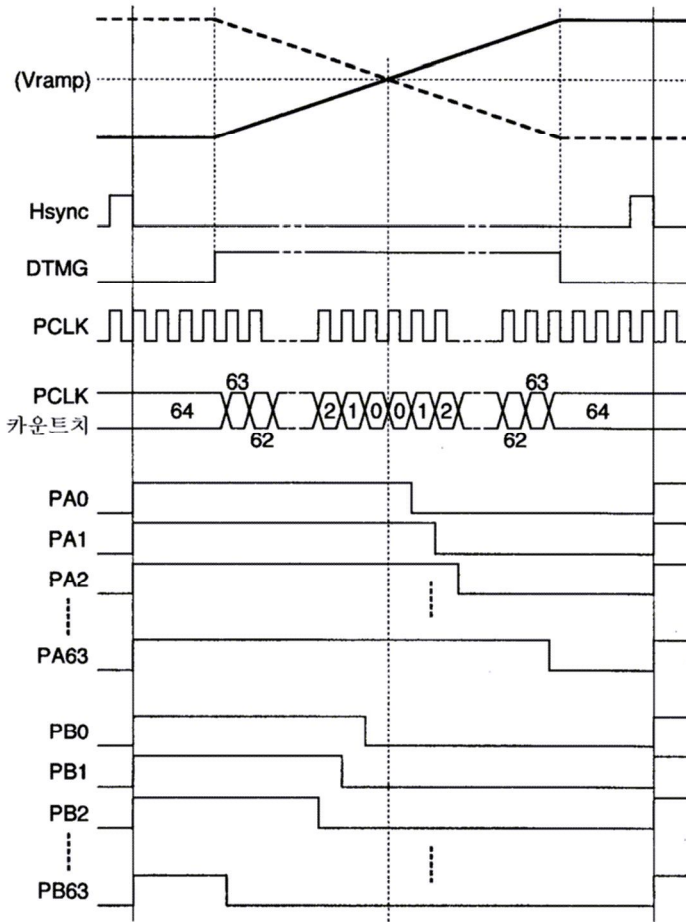 (Vramp)
Hsync
DTMG
PCLK
PCLK
카운트치
63 63
64 2 1 0 0 1 2 64
62 62
PA0
PA1
PA2
PA63
PB0
PB1
PB2
PB63